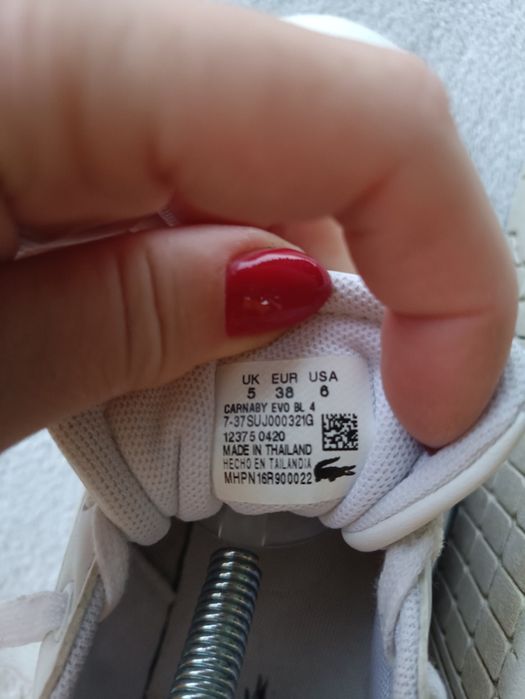 UK EUR USA
5 38 6
CARNABY EVO BL 4
7-37SUJ000321G
12375 0420
MADE IN THAILAND
HECHO EN TAILANDIA
MHPN16R900022